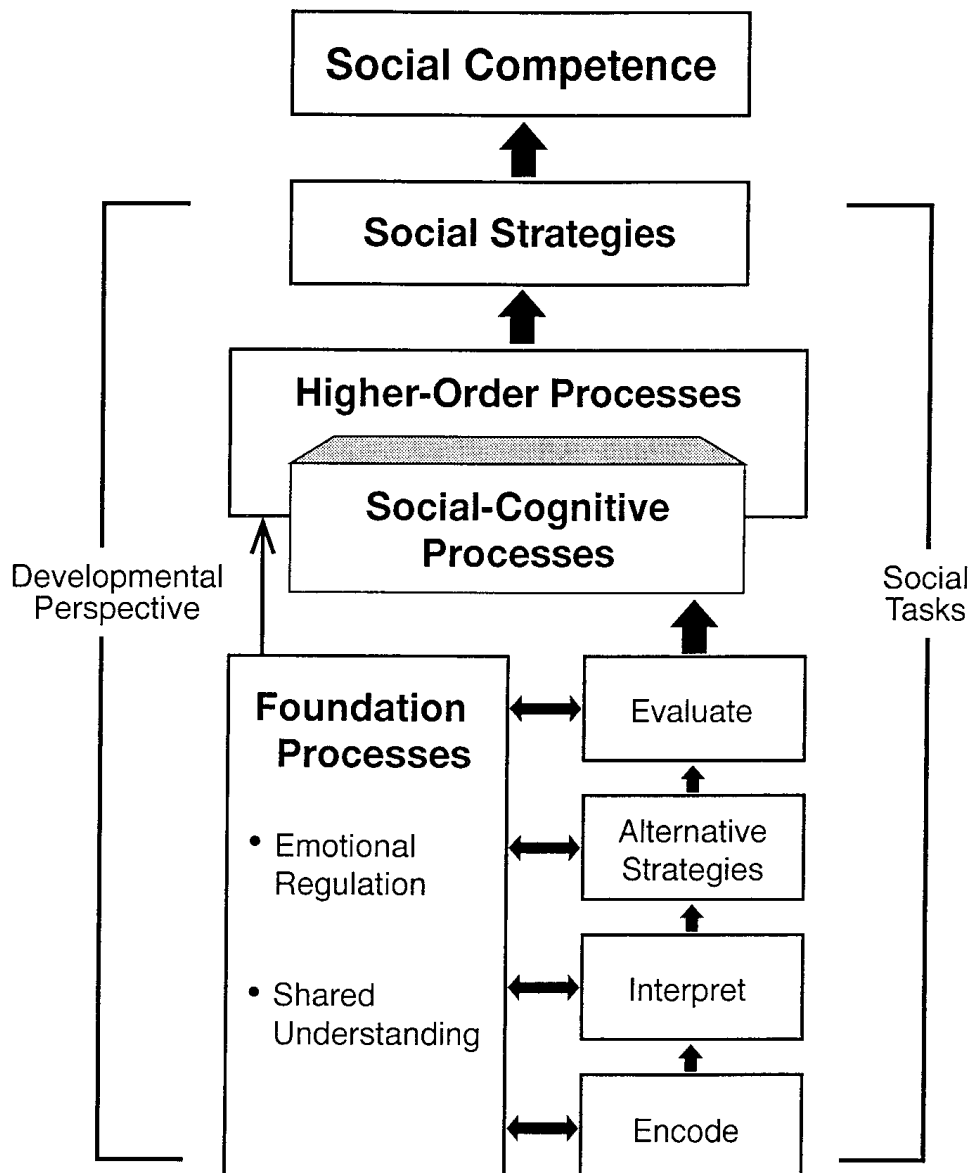 Social Competence
Social Strategies
Higher-Order Processes
Social-Cognitive
Processes
Developmental
Perspective
Social
Tasks
Foundation
Processes
• Emotional
Regulation
• Shared
Understanding
Evaluate
Alternative
Strategies
Interpret
Encode